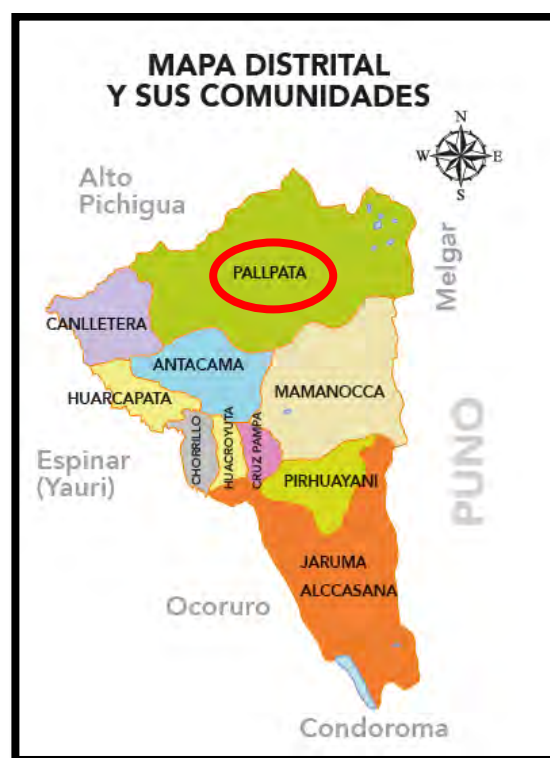 MAPA DISTRITAL
Y SUS COMUNIDADES
N
W
E
S
Alto
Pichigua
Melgar
PALLPATA
CANLLETERA
ANTACAMA
MAMANOCCA
HUARCAPATA
CHORRILLO
HUACROYUTA
CRUZ PAMPA
PUNO
Espinar
(Yauri)
PIRHUAYANI
JARUMA
ALCCASANA
Ocoruro
Condoroma